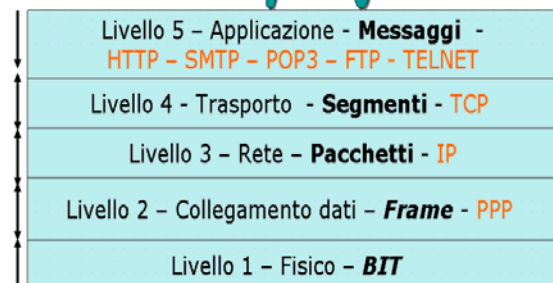 Livello 5 – Applicazione - Messaggi -
HTTP – SMTP – POP3 – FTP - TELNET
Livello 4 - Trasporto - Segmenti - TCP
Livello 3 – Rete – Pacchetti - IP
Livello 2 – Collegamento dati – Frame - PPP
Livello 1 – Fisico – BIT